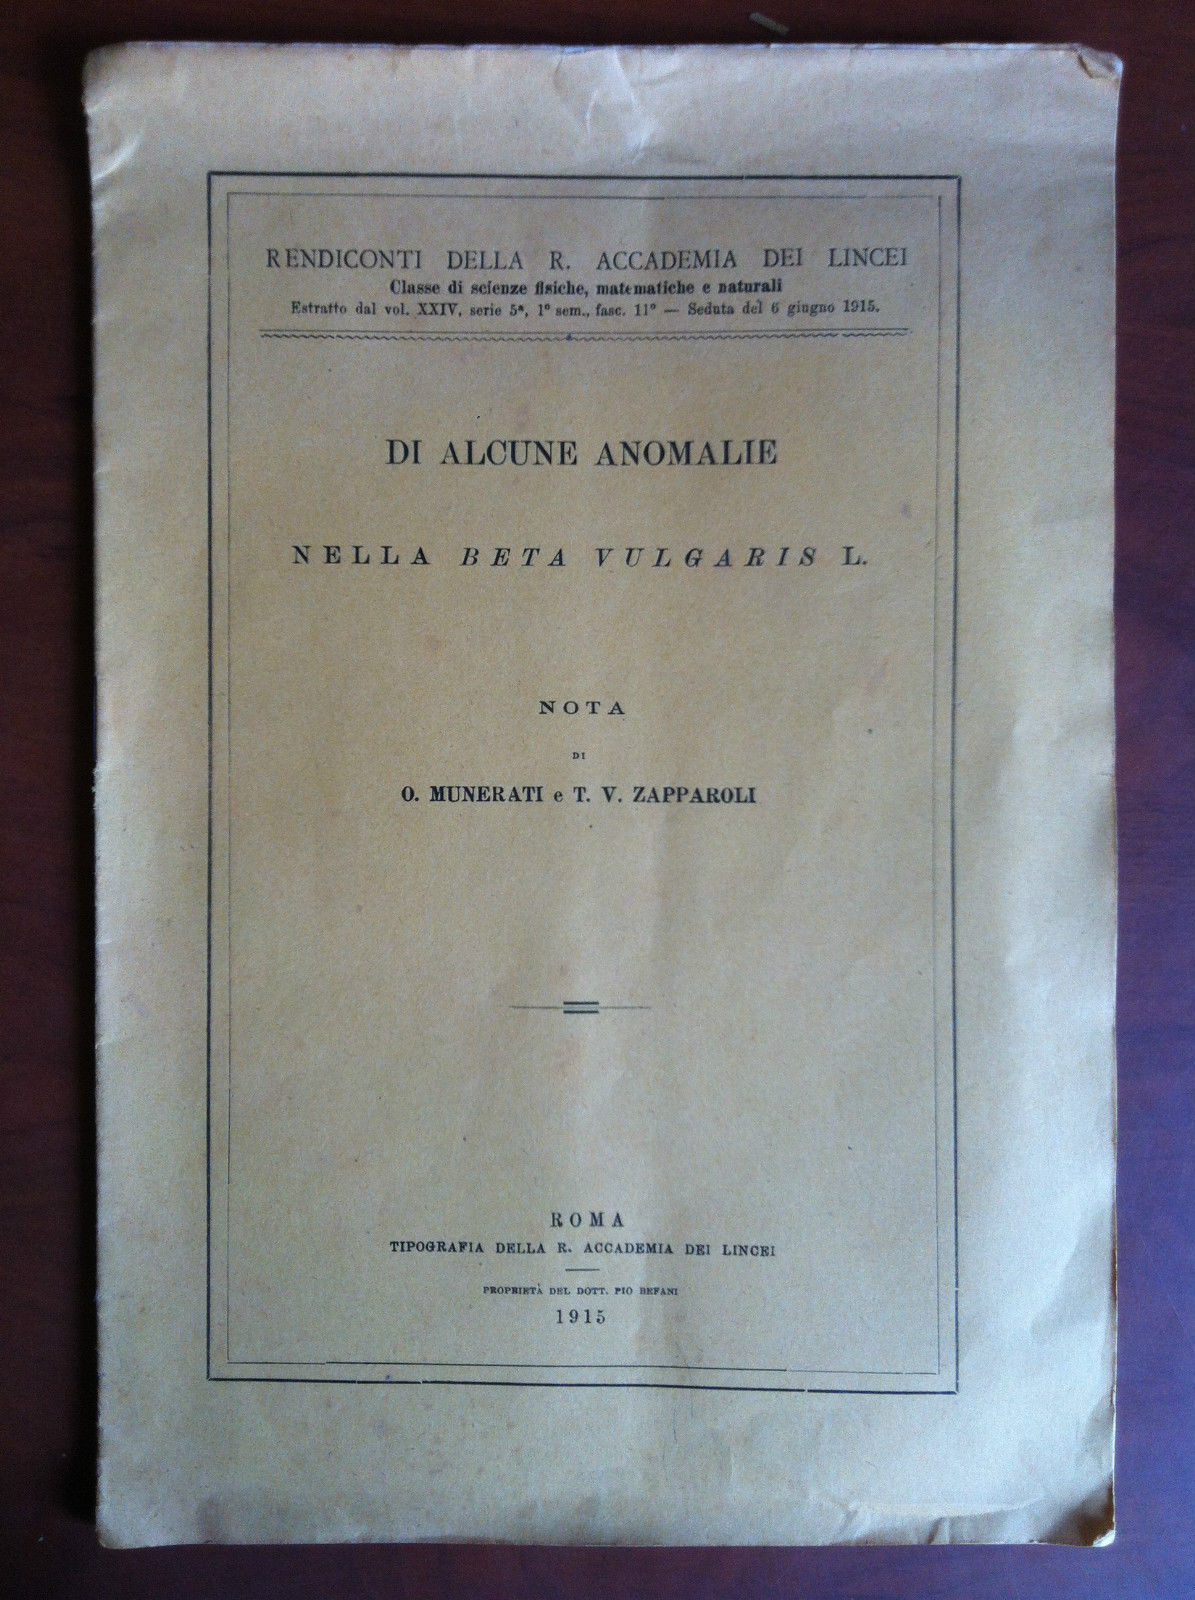 RENDICONTI DELLA R. ACCADEMIA DEI LINCEI
Classe di scienze fisiche, matematiche e naturali
Estratto dal vol. XXIV, serie 5ª, 1° sem., fasc. 11° — Seduta del 6 giugno 1915.
DI ALCUNE ANOMALIE
NELLA BETA VULGARIS L.
NOTA
DI
O. MUNERATI e T. V. ZAPPAROLI
ROMA
TIPOGRAFIA DELLA R. ACCADEMIA DEI LINCEI
PROPRIETÀ DEL DOTT. PIO BEFANI
1915